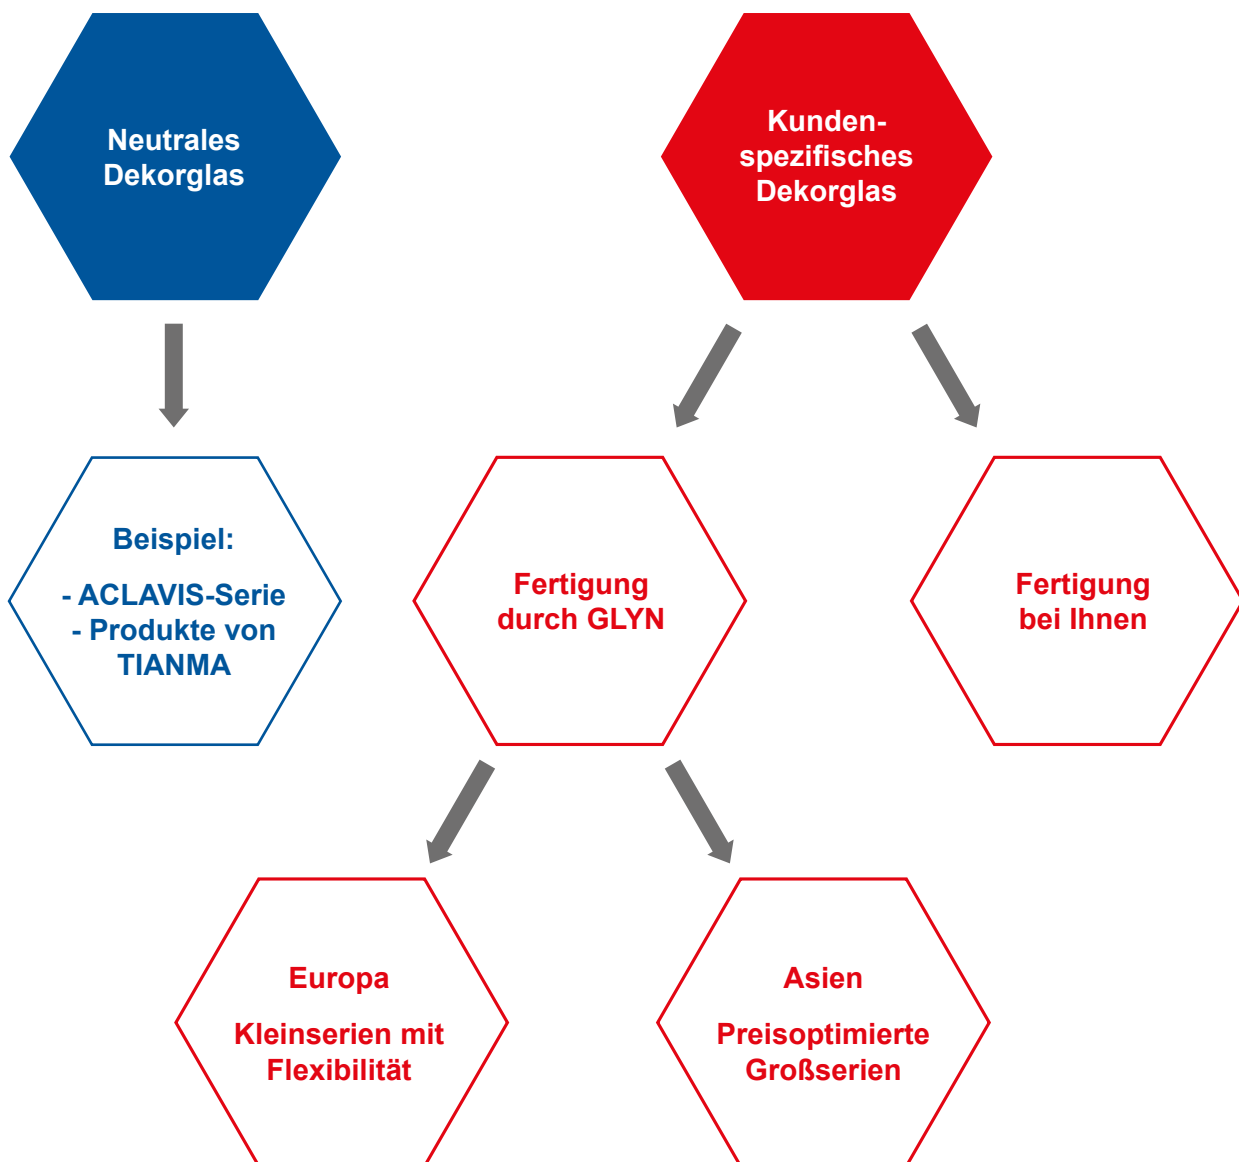 Neutrales
Dekorglas
Kunden-
spezifisches
Dekorglas
Beispiel:
- ACLAVIS-Serie
- Produkte von
TIANMA
Fertigung
durch GLYN
Fertigung
bei Ihnen
Europa
Kleinserien mit
Flexibilität
Asien
Preisoptimierte
Großserien